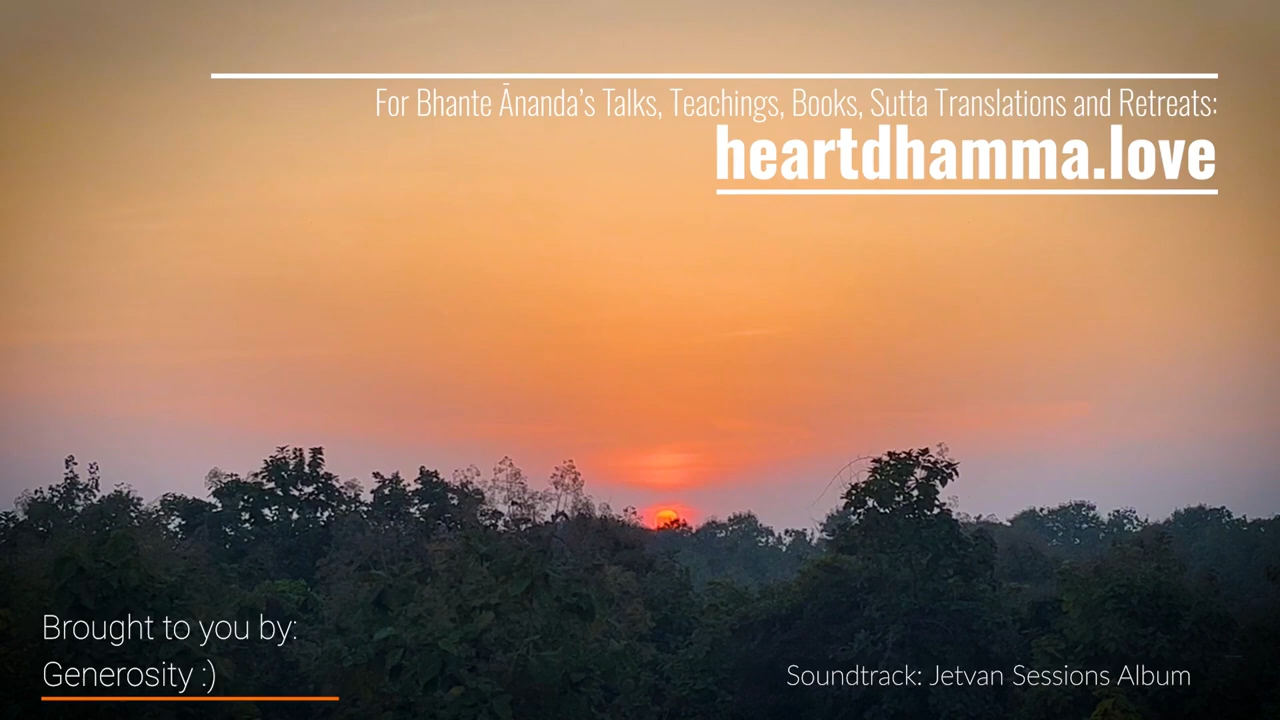 For Bhante Ānanda’s Talks, Teachings, Books, Sutta Translations and Retreats:
heartdhamma.love
Brought to you by:
Generosity :)
Soundtrack: Jetvan Sessions Album